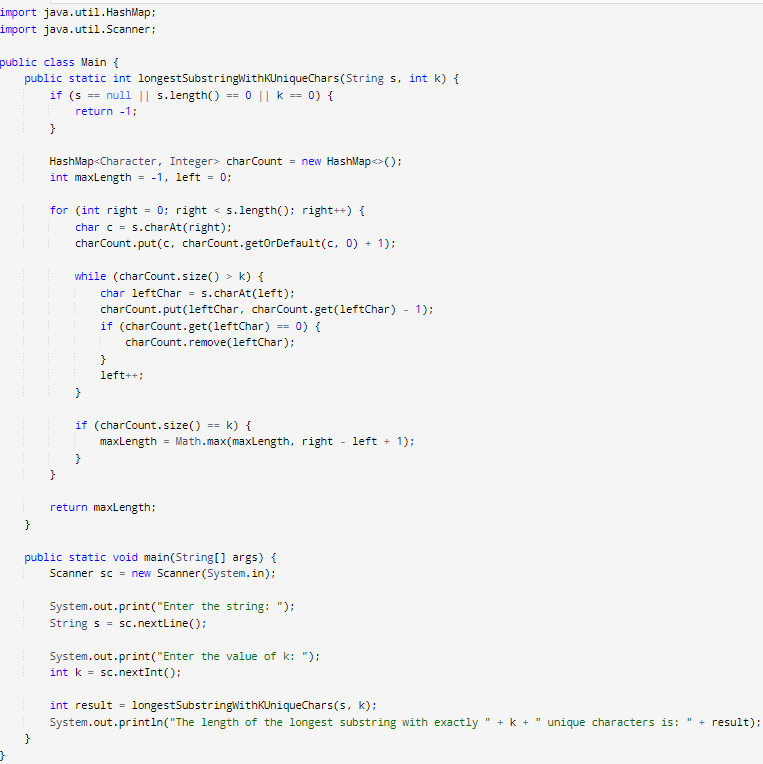 import java.util.HashMap;
import java.util.Scanner;
public class Main {
public static int longestSubstringWithKUniqueChars(String s, int k) {
if (s == null || s.length() == 0 || k == 0) {
return -1;
}
HashMap<Character, Integer> charCount = new HashMap<>();
int maxLength = -1, left = 0;
for (int right = 0; right < s.length(); right++) {
char c = s.charAt(right);
charCount.put(c, charCount.getOrDefault(c, 0) + 1);
while (charCount.size() > k) {
char leftChar = s.charAt(left);
charCount.put(leftChar, charCount.get(leftChar) - 1);
if (charCount.get(leftChar) == 0) {
charCount.remove(leftChar);
}
left++;
}
if (charCount.size() == k) {
maxLength = Math.max(maxLength, right - left + 1);
}
}
return maxLength;
}
public static void main(String[] args) {
Scanner sc = new Scanner(System.in);
System.out.print("Enter the string: ");
String s = sc.nextLine();
System.out.print("Enter the value of k: ");
int k = sc.nextInt();
int result = longestSubstringWithKUniqueChars(s, k);
System.out.println("The length of the longest substring with exactly " + k + " unique characters is: " + result);
}
}